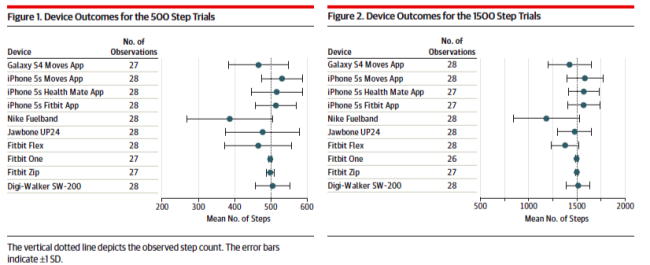 Figure 1. Device Outcomes for the 500 Step Trials
No. of
Device Observations
Galaxy S4 Moves App 27
iPhone 5s Moves App 28
iPhone 5s Health Mate App 28
iPhone 5s Fitbit App 28
Nike Fuelband 28
Jawbone UP24 28
Fitbit Flex 28
Fitbit One 27
Fitbit Zip 27
Digi-Walker SW-200 28
200 300 400 500 600
Mean No. of Steps
The vertical dotted line depicts the observed step count. The error bars
indicate ±1 SD.
Figure 2. Device Outcomes for the 1500 Step Trials
No. of
Device Observations
Galaxy S4 Moves App 28
iPhone 5s Moves App 28
iPhone 5s Health Mate App 27
iPhone 5s Fitbit App 27
Nike Fuelband 28
Jawbone UP24 28
Fitbit Flex 28
Fitbit One 26
Fitbit Zip 27
Digi-Walker SW-200 28
500 1000 1500 2000
Mean No. of Steps